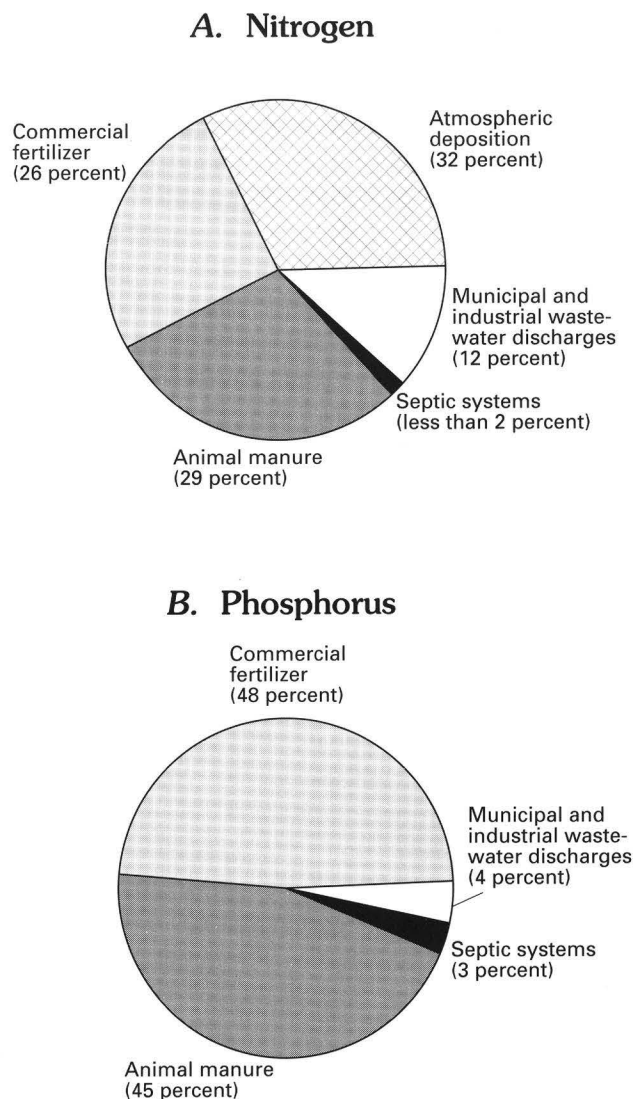 A. Nitrogen
Commercial
fertilizer
(26 percent)
Atmospheric
deposition
(32 percent)
Municipal and
industrial waste-
water discharges
(12 percent)
Septic systems
(less than 2 percent)
Animal manure
(29 percent)
B. Phosphorus
Commercial
fertilizer
(48 percent)
Municipal and
industrial waste-
water discharges
(4 percent)
Septic systems
(3 percent)
Animal manure
(45 percent)